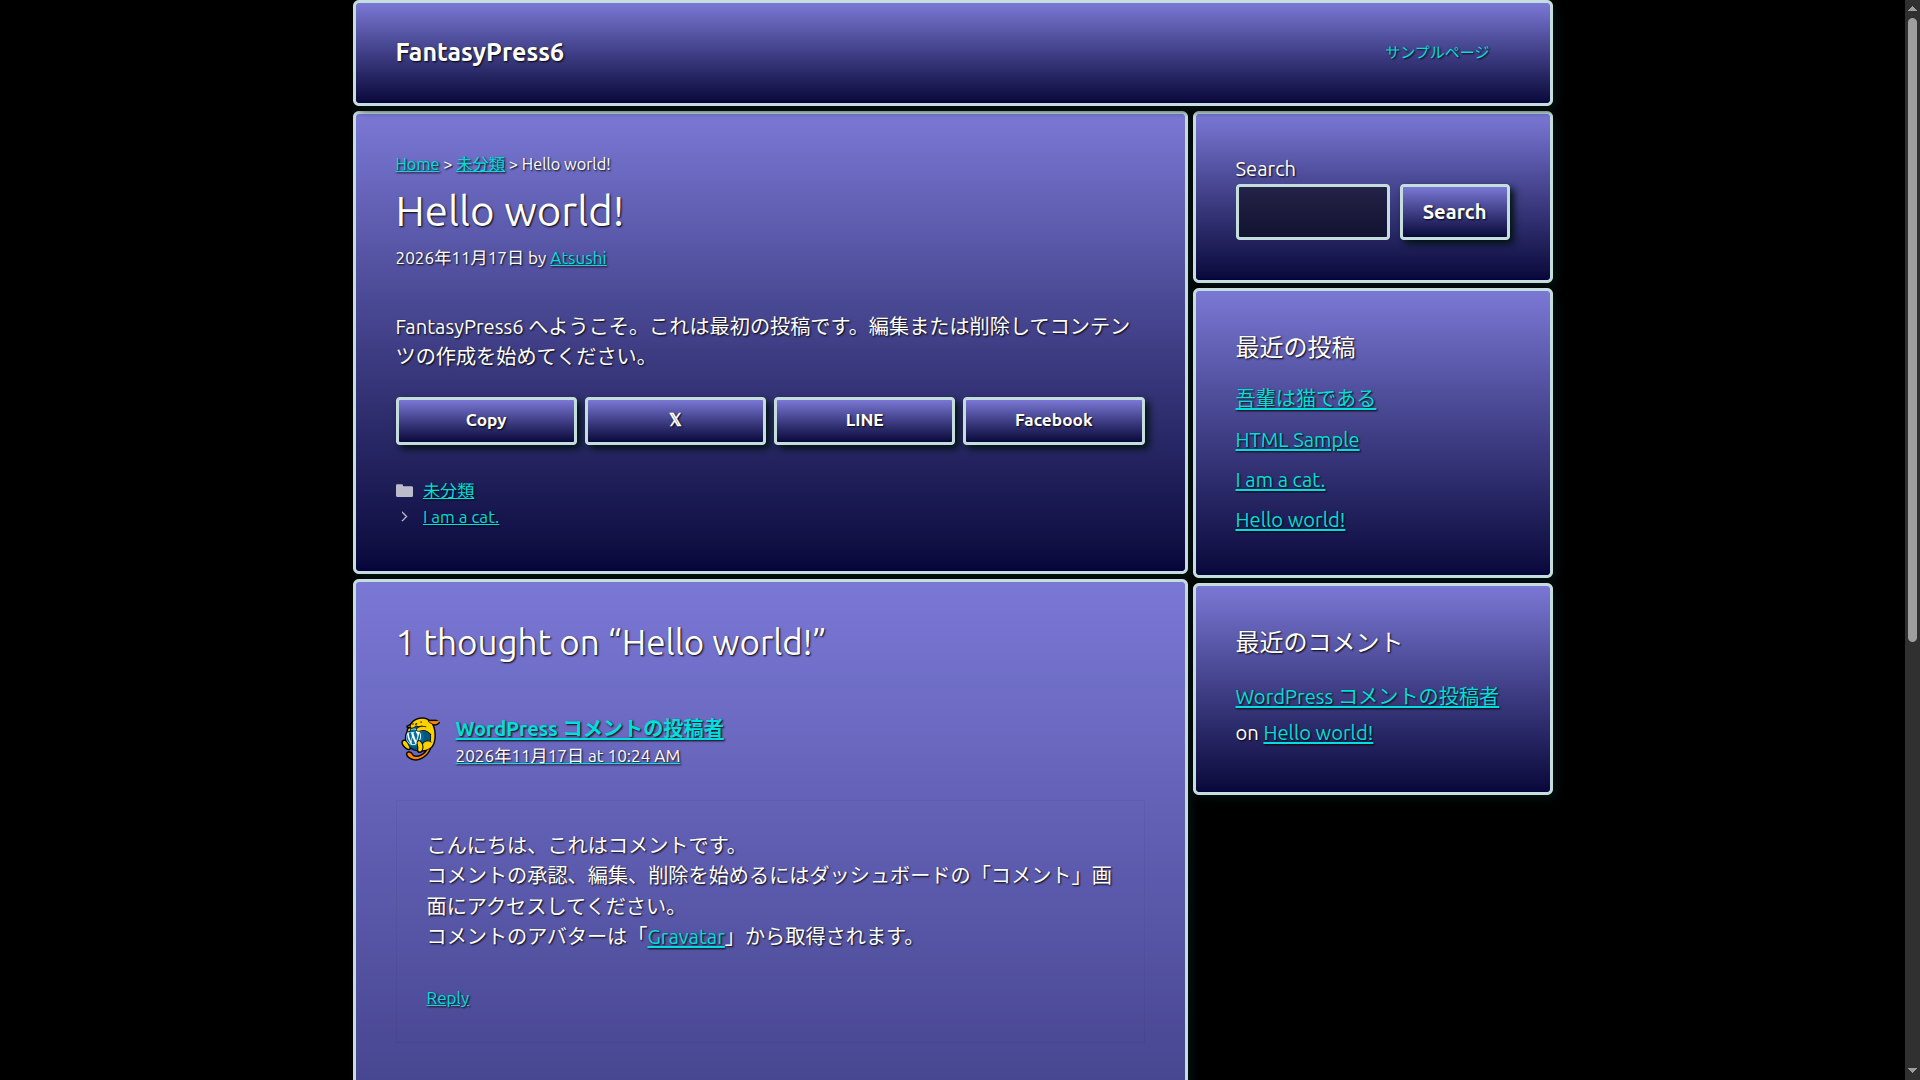 FantasyPress6
サンプルページ
Home > 未分類 > Hello world!
Hello world!
2026年11月17日 by Atsushi
FantasyPress6 へようこそ。これは最初の投稿です。編集または削除してコンテン
ツの作成を始めてください。
Copy
𝕏
LINE
Facebook
未分類
I am a cat.
1 thought on “Hello world!”
WordPress コメントの投稿者
2026年11月17日 at 10:24 AM
こんにちは、これはコメントです。
コメントの承認、編集、削除を始めるにはダッシュボードの「コメント」画
面にアクセスしてください。
コメントのアバターは「Gravatar」から取得されます。
Reply
Search
Search
最近の投稿
吾輩は猫である
HTML Sample
I am a cat.
Hello world!
最近のコメント
WordPress コメントの投稿者
on Hello world!